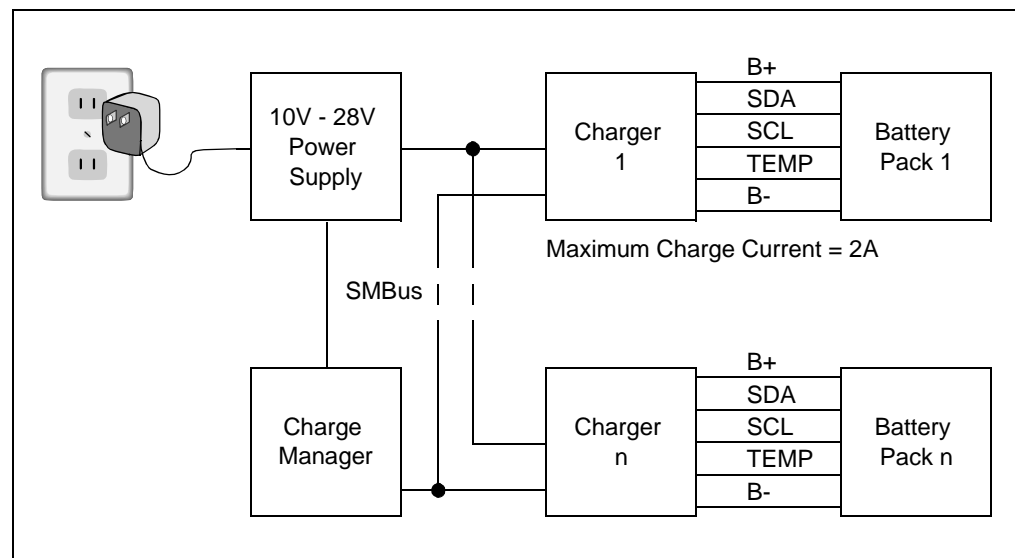 10V - 28V
Power
Supply
Charger
1
B+
SDA
SCL
TEMP
B-
Battery
Pack 1
Maximum Charge Current = 2A
SMBus
Charge
Manager
Charger
n
B+
SDA
SCL
TEMP
B-
Battery
Pack n